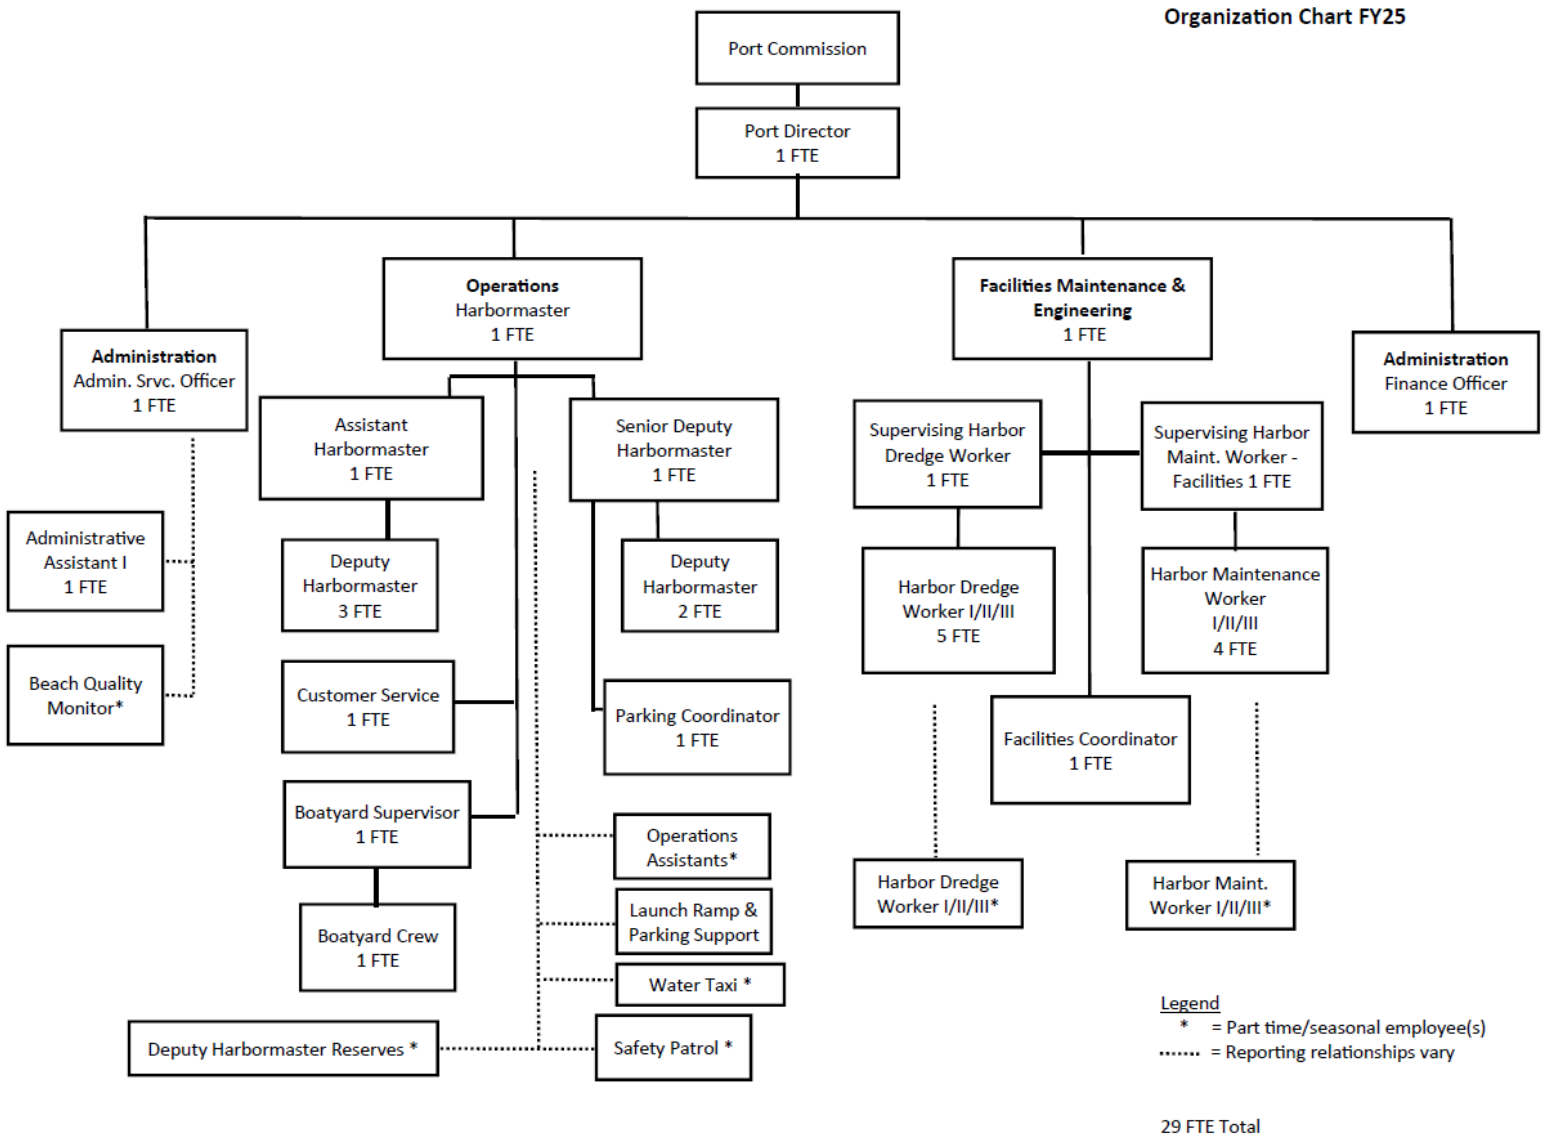 Organization Chart FY25
Port Commission
Port Director
1 FTE
Operations
Harbormaster
1 FTE
Facilities Maintenance &
Engineering
1 FTE
Administration
Admin. Srvc. Officer
1 FTE
Administration
Finance Officer
1 FTE
Assistant
Harbormaster
1 FTE
Senior Deputy
Harbormaster
1 FTE
Supervising Harbor
Dredge Worker
1 FTE
Supervising Harbor
Maint. Worker -
Facilities 1 FTE
Administrative
Assistant I
1 FTE
Deputy
Harbormaster
3 FTE
Deputy
Harbormaster
2 FTE
Harbor Dredge
Worker I/II/III
5 FTE
Harbor Maintenance
Worker
I/II/III
4 FTE
Beach Quality
Monitor*
Customer Service
1 FTE
Parking Coordinator
1 FTE
Facilities Coordinator
1 FTE
Boatyard Supervisor
1 FTE
Operations
Assistants*
Harbor Dredge
Worker I/II/III*
Harbor Maint.
Worker I/II/III*
Launch Ramp &
Parking Support
Boatyard Crew
1 FTE
Water Taxi *
Deputy Harbormaster Reserves *
Safety Patrol *
Legend
* = Part time/seasonal employee(s)
...... = Reporting relationships vary
29 FTE Total